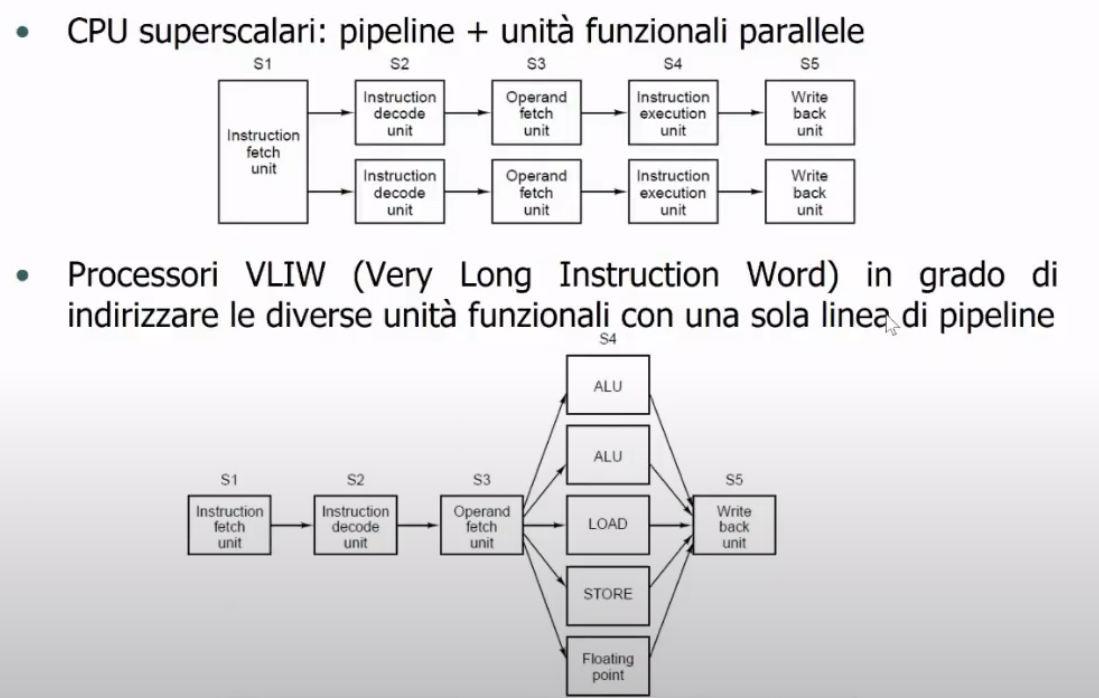 • CPU superscalari: pipeline + unità funzionali parallele
S1 S2 S3 S4 S5
Instruction
fetch
unit
Instruction
decode
unit
Operand
fetch
unit
Instruction
execution
unit
Write
back
unit
Instruction
decode
unit
Operand
fetch
unit
Instruction
execution
unit
Write
back
unit
• Processori VLIW (Very Long Instruction Word) in grado di
indirizzare le diverse unità funzionali con una sola linea di pipeline
S1
Instruction
fetch
unit
S2
Instruction
decode
unit
S3
Operand
fetch
unit
S4
ALU
ALU
LOAD
STORE
Floating
point
S5
Write
back
unit